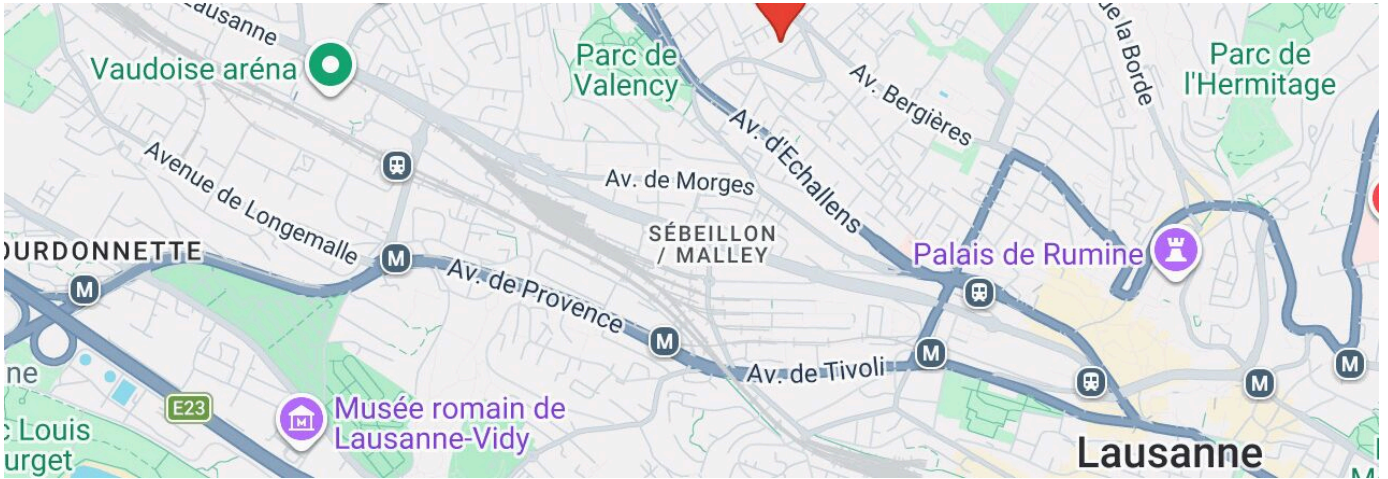 Lausanne
Vaudoise aréna
Parc de
Valency
Av. Bergières
ue la Borde
Parc de
l'Hermitage
Av. d'Echallens
Avenue de Longemalle
Av. de Morges
SÉBEILLON
/ MALLEY
OURDONNETTE
Palais de Rumine
M
M
Av. de Provence
M
Av. de Tivoli
M
M
M
ne
E23
Musée romain de
Lausanne-Vidy
M
c Louis
urget
Lausanne